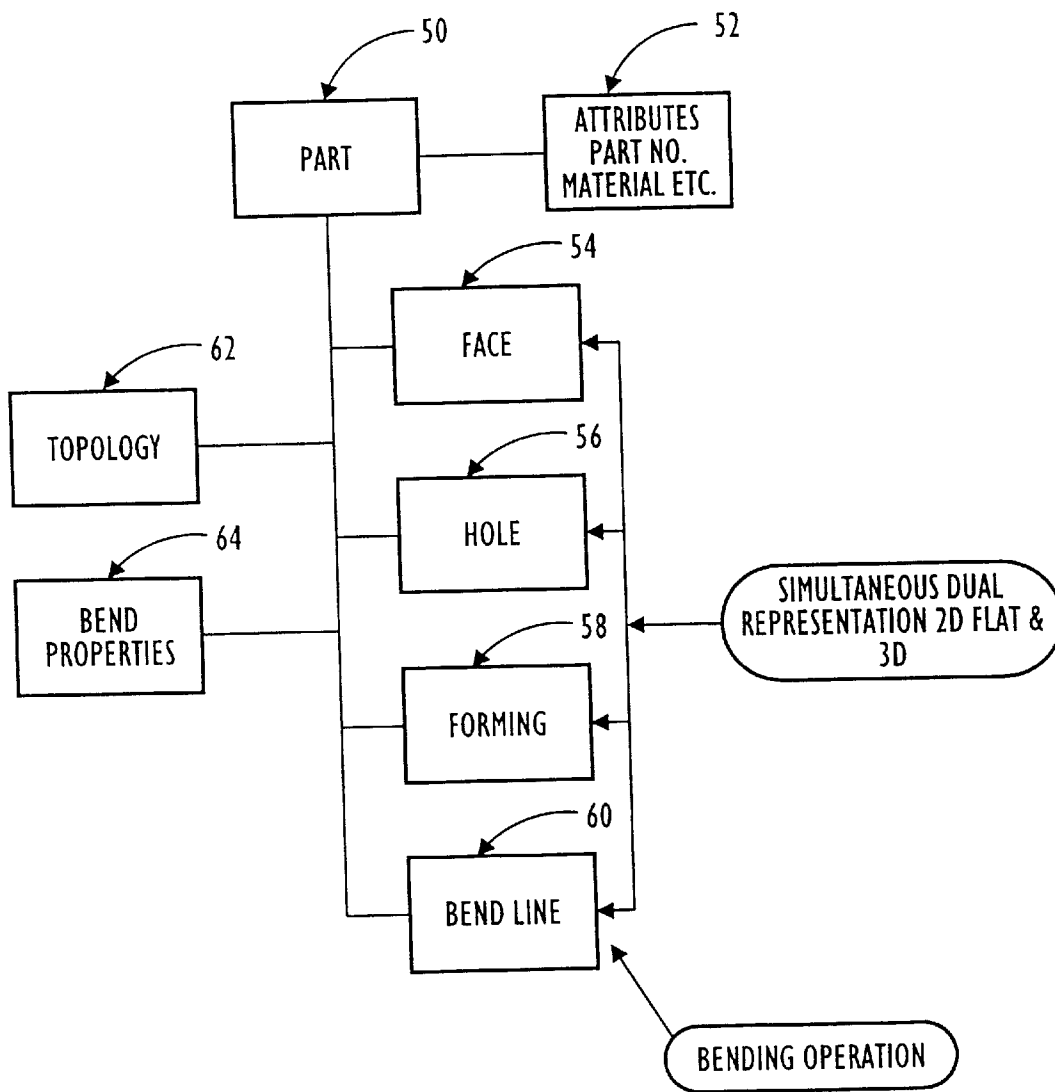 50
52
PART
ATTRIBUTES
PART NO.
MATERIAL ETC.
54
FACE
62
TOPOLOGY
56
HOLE
64
BEND
PROPERTIES
SIMULTANEOUS DUAL
REPRESENTATION 2D FLAT &
3D
58
FORMING
60
BEND LINE
BENDING OPERATION